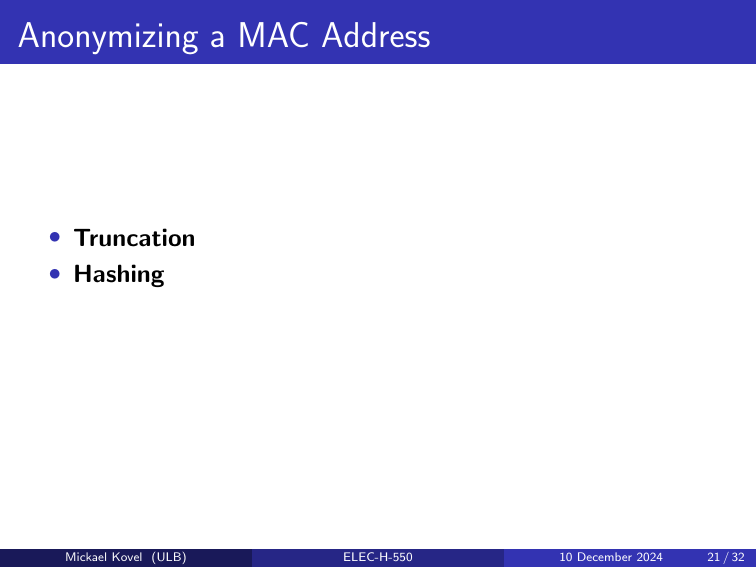 Anonymizing a MAC Address
• Truncation
• Hashing
Mickael Kovel (ULB) ELEC-H-550 10 December 2024 21 / 32